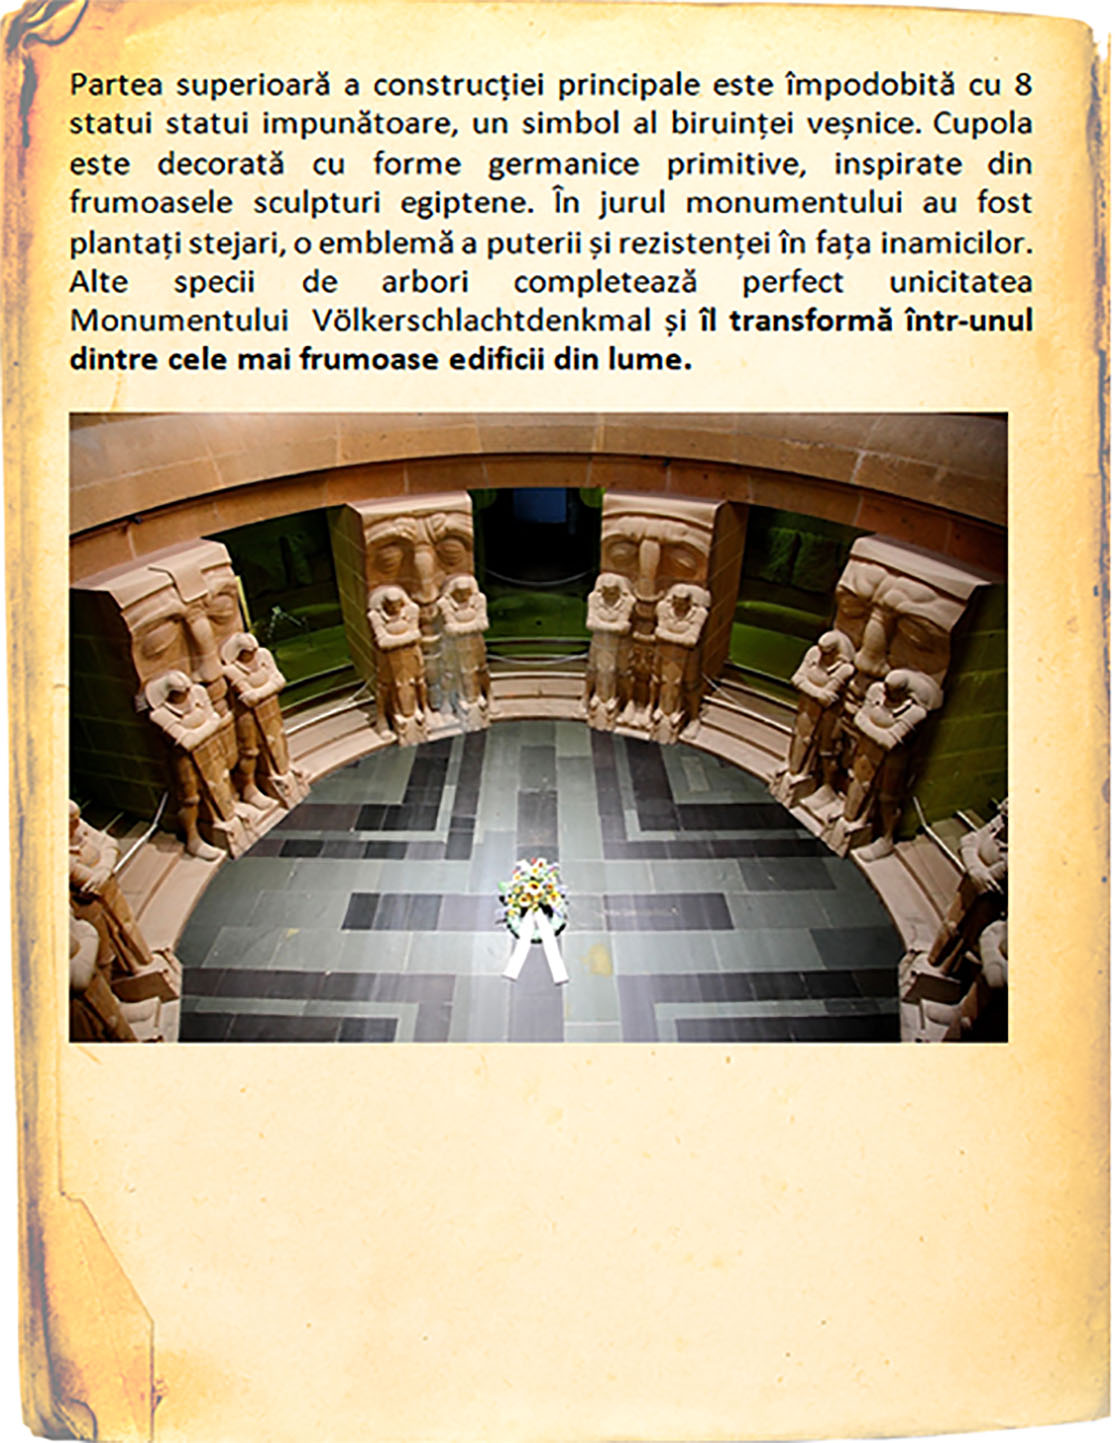 Partea superioară a construcției principale este împodobită cu 8
statui statui impunătoare, un simbol al biruinței veșnice. Cupola
este decorată cu forme germanice primitive, inspirate din
frumoasele sculpturi egiptene. În jurul monumentului au fost
plantați stejari, o emblemă a puterii și rezistenței în fața inamicilor.
Alte specii de arbori completează perfect unicitatea
Monumentului Völkerschlachtdenkmal și îl transformă într-unul
dintre cele mai frumoase edificii din lume.